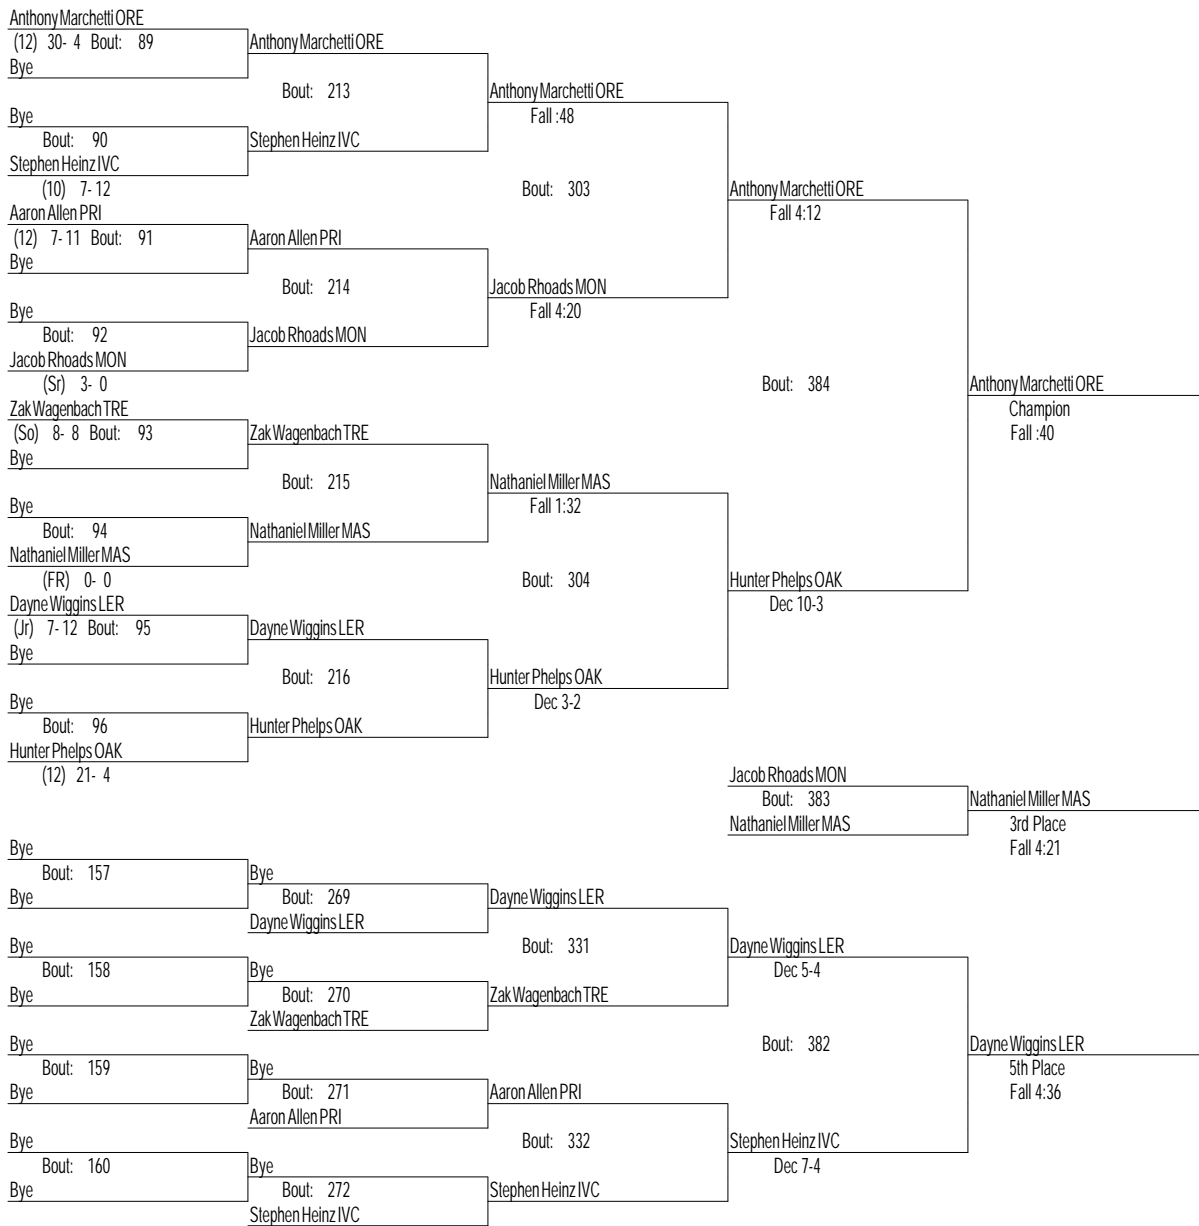 Anthony Marchetti ORE
(12) 30- 4 Bout: 89
Bye
Anthony Marchetti ORE
Bout: 213
Bye
Bout: 90
Stephen Heinz IVC
Stephen Heinz IVC
(10) 7- 12
Anthony Marchetti ORE
Fall :48
Bout: 303
Aaron Allen PRI
(12) 7- 11 Bout: 91
Bye
Aaron Allen PRI
Bout: 214
Bye
Bout: 92
Jacob Rhoads MON
Jacob Rhoads MON
(Sr) 3- 0
Jacob Rhoads MON
Fall 4:20
Anthony Marchetti ORE
Fall 4:12
Bout: 384
Anthony Marchetti ORE
Champion
Fall :40
Zak Wagenbach TRE
(So) 8- 8 Bout: 93
Bye
Zak Wagenbach TRE
Bout: 215
Bye
Bout: 94
Nathaniel Miller MAS
Nathaniel Miller MAS
(FR) 0- 0
Nathaniel Miller MAS
Fall 1:32
Bout: 304
Dayne Wiggins LER
(Jr) 7- 12 Bout: 95
Bye
Dayne Wiggins LER
Bout: 216
Bye
Bout: 96
Hunter Phelps OAK
Hunter Phelps OAK
(12) 21- 4
Hunter Phelps OAK
Dec 3-2
Hunter Phelps OAK
Dec 10-3
Jacob Rhoads MON
Bout: 383
Nathaniel Miller MAS
Nathaniel Miller MAS
3rd Place
Fall 4:21
Bye
Bout: 157
Bye
Bye
Bout: 269
Dayne Wiggins LER
Dayne Wiggins LER
Bout: 331
Bye
Bout: 158
Bye
Bye
Bout: 270
Zak Wagenbach TRE
Zak Wagenbach TRE
Dayne Wiggins LER
Dec 5-4
Bout: 382
Dayne Wiggins LER
5th Place
Fall 4:36
Bye
Bout: 159
Bye
Bye
Bout: 271
Aaron Allen PRI
Aaron Allen PRI
Bout: 332
Bye
Bout: 160
Bye
Bye
Bout: 272
Stephen Heinz IVC
Stephen Heinz IVC
Stephen Heinz IVC
Dec 7-4